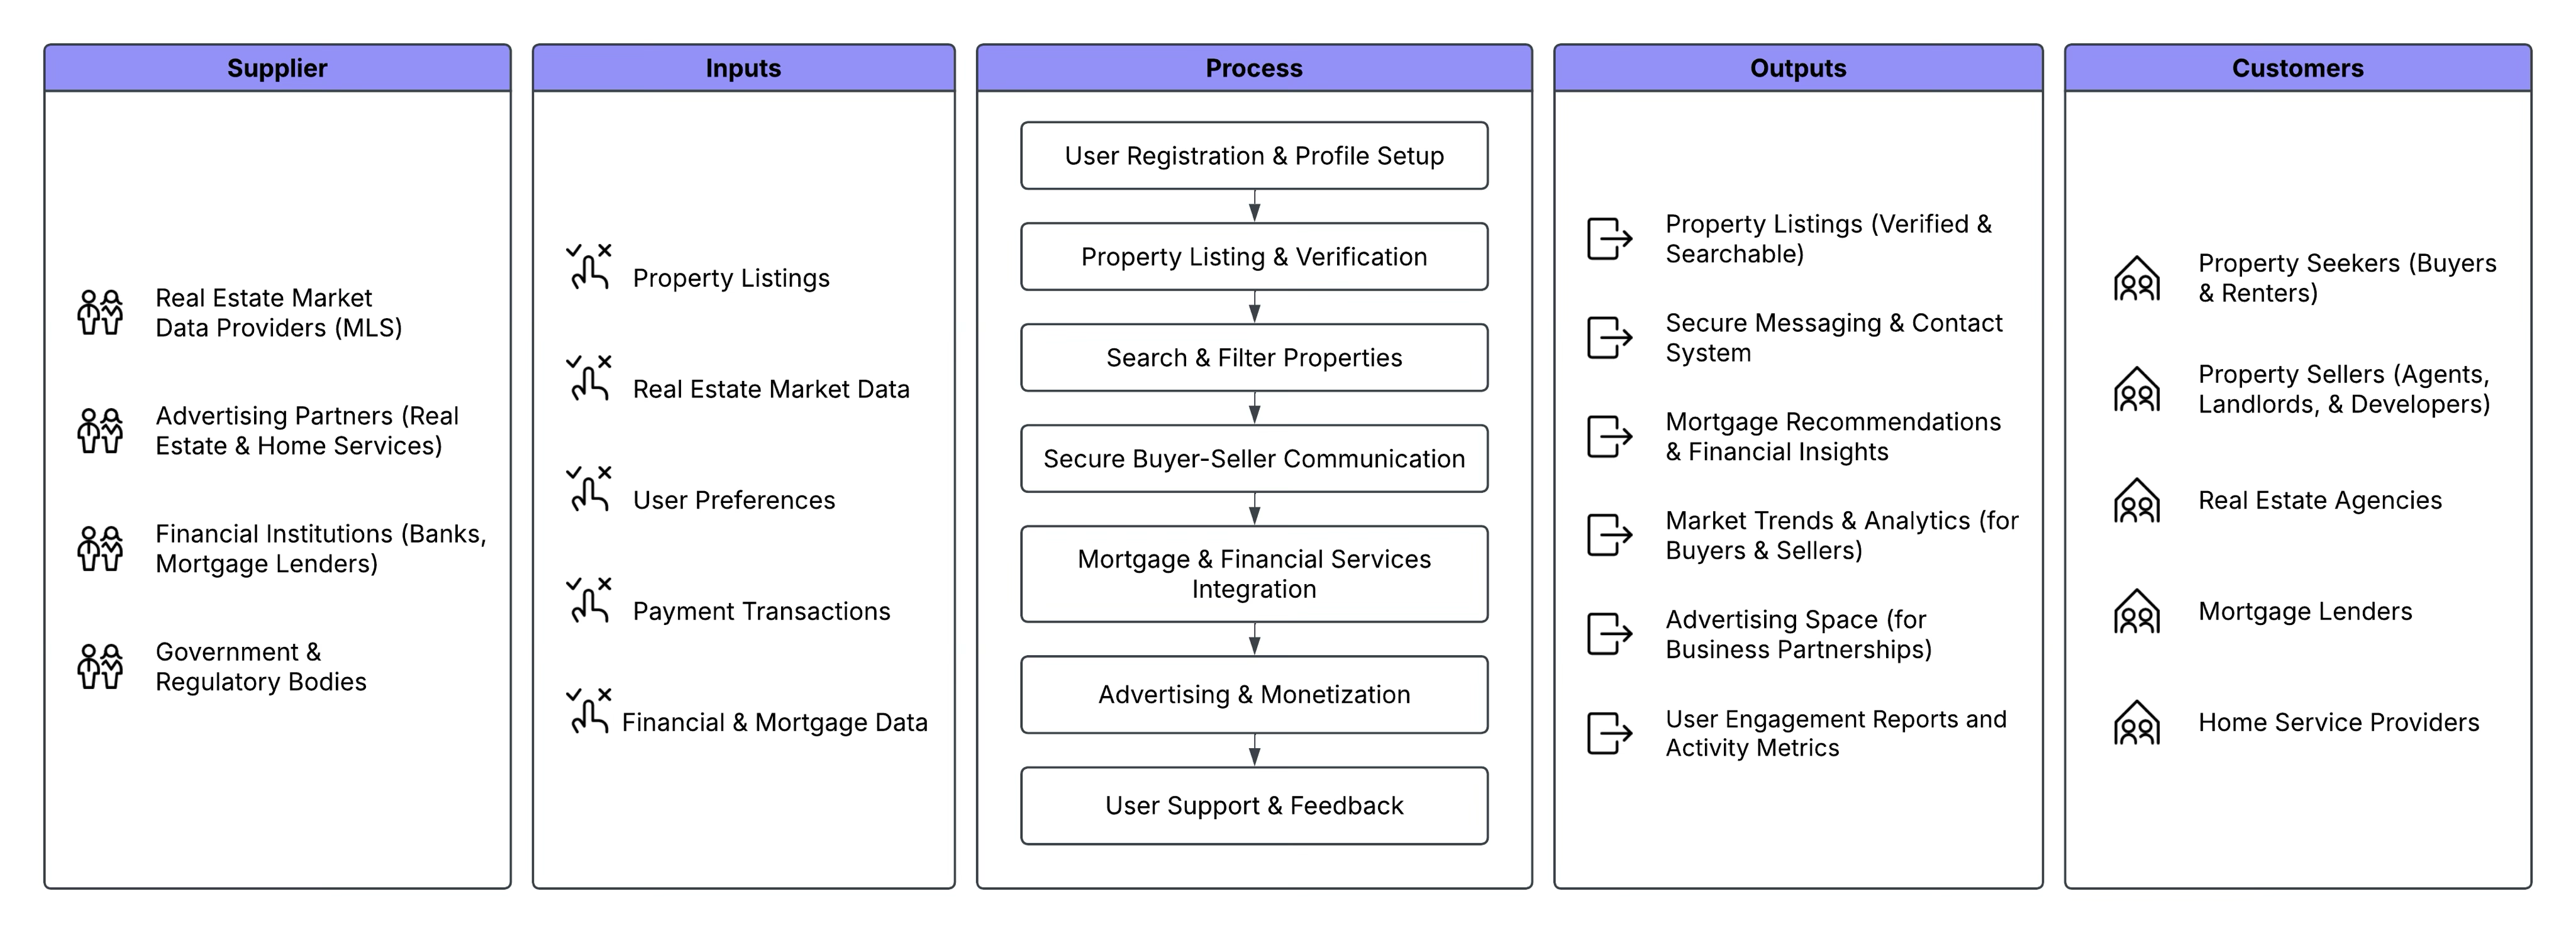 Supplier
Real Estate Market
Data Providers (MLS)
Advertising Partners (Real
Estate & Home Services)
Financial Institutions (Banks,
Mortgage Lenders)
Government &
Regulatory Bodies
Inputs
Property Listings
Real Estate Market Data
User Preferences
Payment Transactions
Financial & Mortgage Data
Process
User Registration & Profile Setup
Property Listing & Verification
Search & Filter Properties
Secure Buyer-Seller Communication
Mortgage & Financial Services
Integration
Advertising & Monetization
User Support & Feedback
Outputs
Property Listings (Verified &
Searchable)
Secure Messaging & Contact
System
Mortgage Recommendations
& Financial Insights
Market Trends & Analytics (for
Buyers & Sellers)
Advertising Space (for
Business Partnerships)
User Engagement Reports and
Activity Metrics
Customers
Property Seekers (Buyers
& Renters)
Property Sellers (Agents,
Landlords, & Developers)
Real Estate Agencies
Mortgage Lenders
Home Service Providers